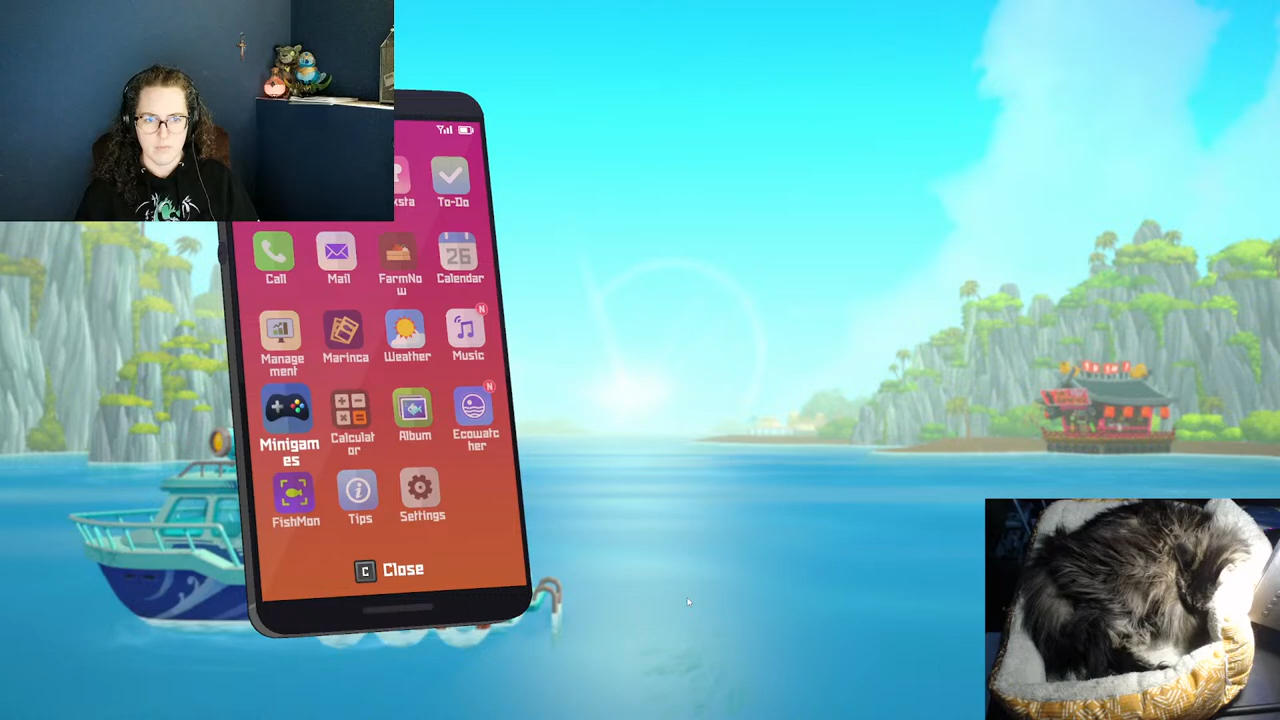 ksta
To-Do
Call
Mail
FarmNo
w
Calendar
26
Manage
ment
Marinca
Weather
Music
N
Minigam
es
Calculat
or
Album
Ecowatc
her
N
FishMon
Tips
Settings
C Close